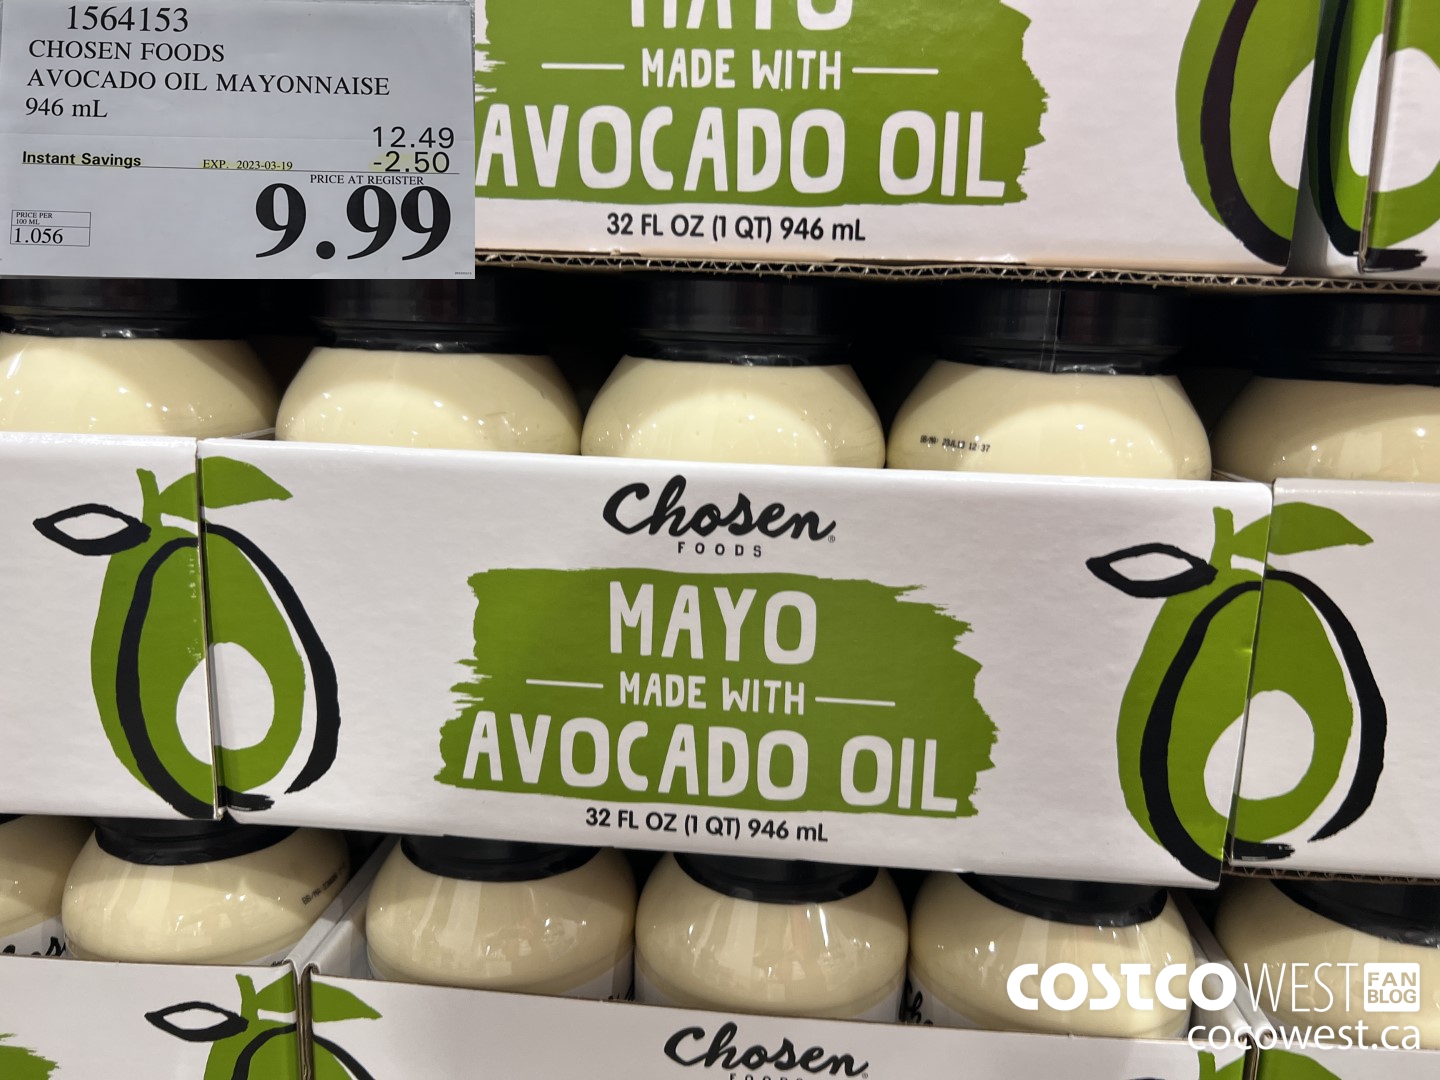 1564153
CHOSEN FOODS
AVOCADO OIL MAYONNAISE
946 mL
12.49
Instant Savings EXP. 2023-03-19 -2.50
PRICE AT REGISTER
9.99
PRICE PER
100 ML
1.056
MAYO
MADE WITH
AVOCADO OIL
32 FL OZ (1 QT) 946 mL
Chosen®
FOODS
MAYO
MADE WITH
AVOCADO OIL
32 FL OZ (1 QT) 946 mL
Chosen
FOODS
COSTCO WEST FAN BLOG
cocowest.ca